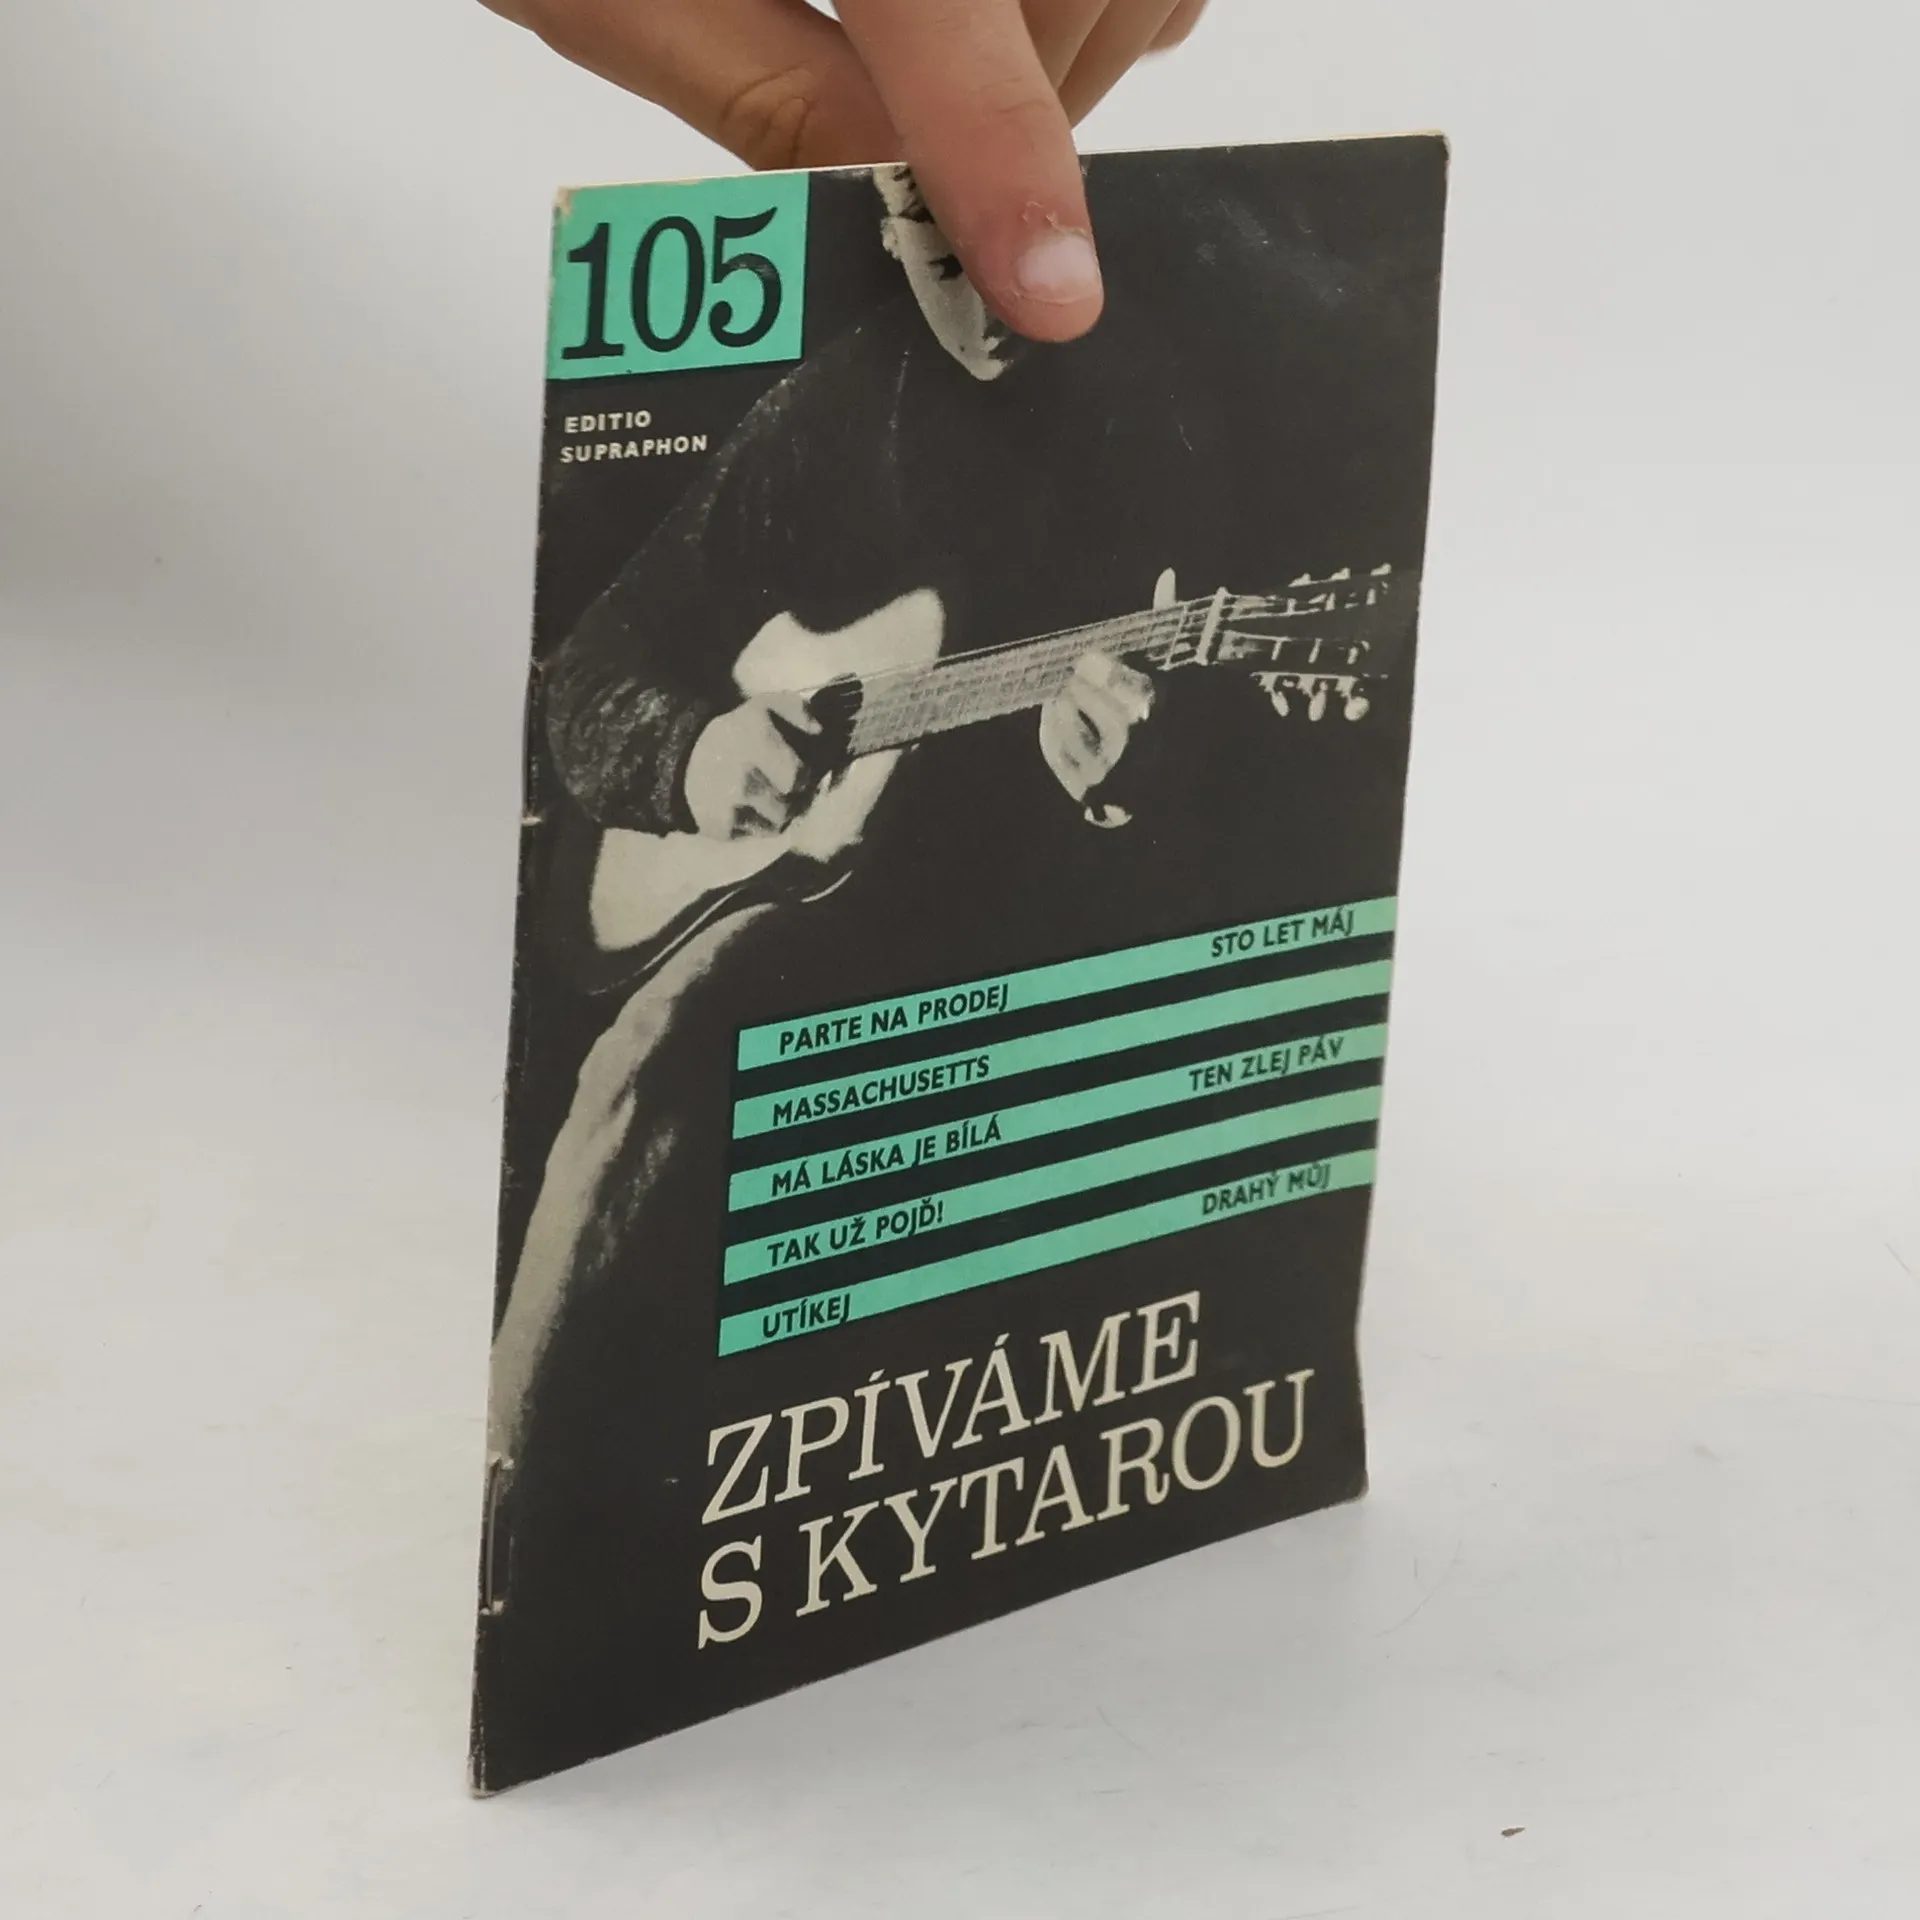 105
EDITIO
SUPRAPHON
STO LET MÁJ
PARTE NA PRODEJ
MASSACHUSETTS
TEN ZLEJ PÁV
MÁ LÁSKA JE BÍLÁ
TAK UŽ POJĎ!
DRAHÝ MŮJ
UTÍKEJ
ZPÍVÁME
S KYTAROU